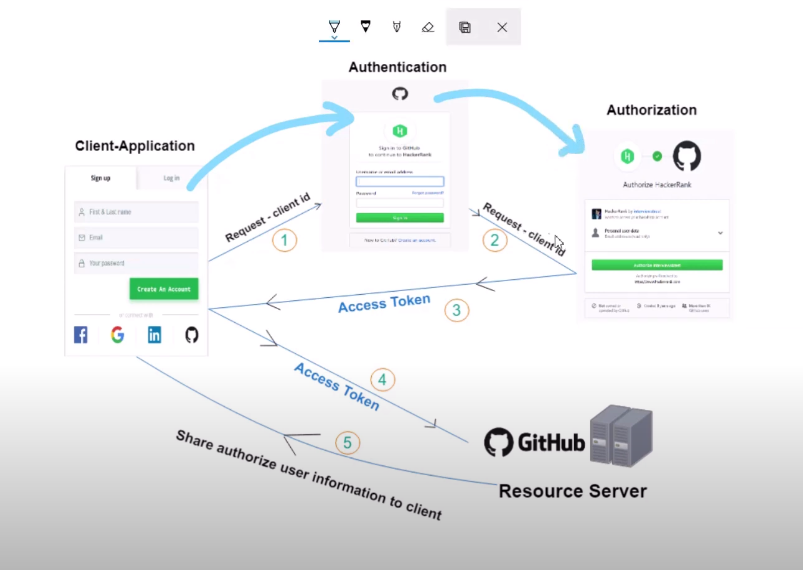 Authentication
Authorization
Client-Application
Sign up
Log in
First & Last name
Email
Your password
Create An Account
or connect with
Sign in to GitHub
to continue to HackerRank
Username or email address
Password
Forgot password?
Sign in
New to GitHub? Create an account.
Authorize HackerRank
Personal user data
Request - client id
1
Request - client id
2
Access Token
3
Access Token
4
Share authorize user information to client
5
GitHub
Resource Server